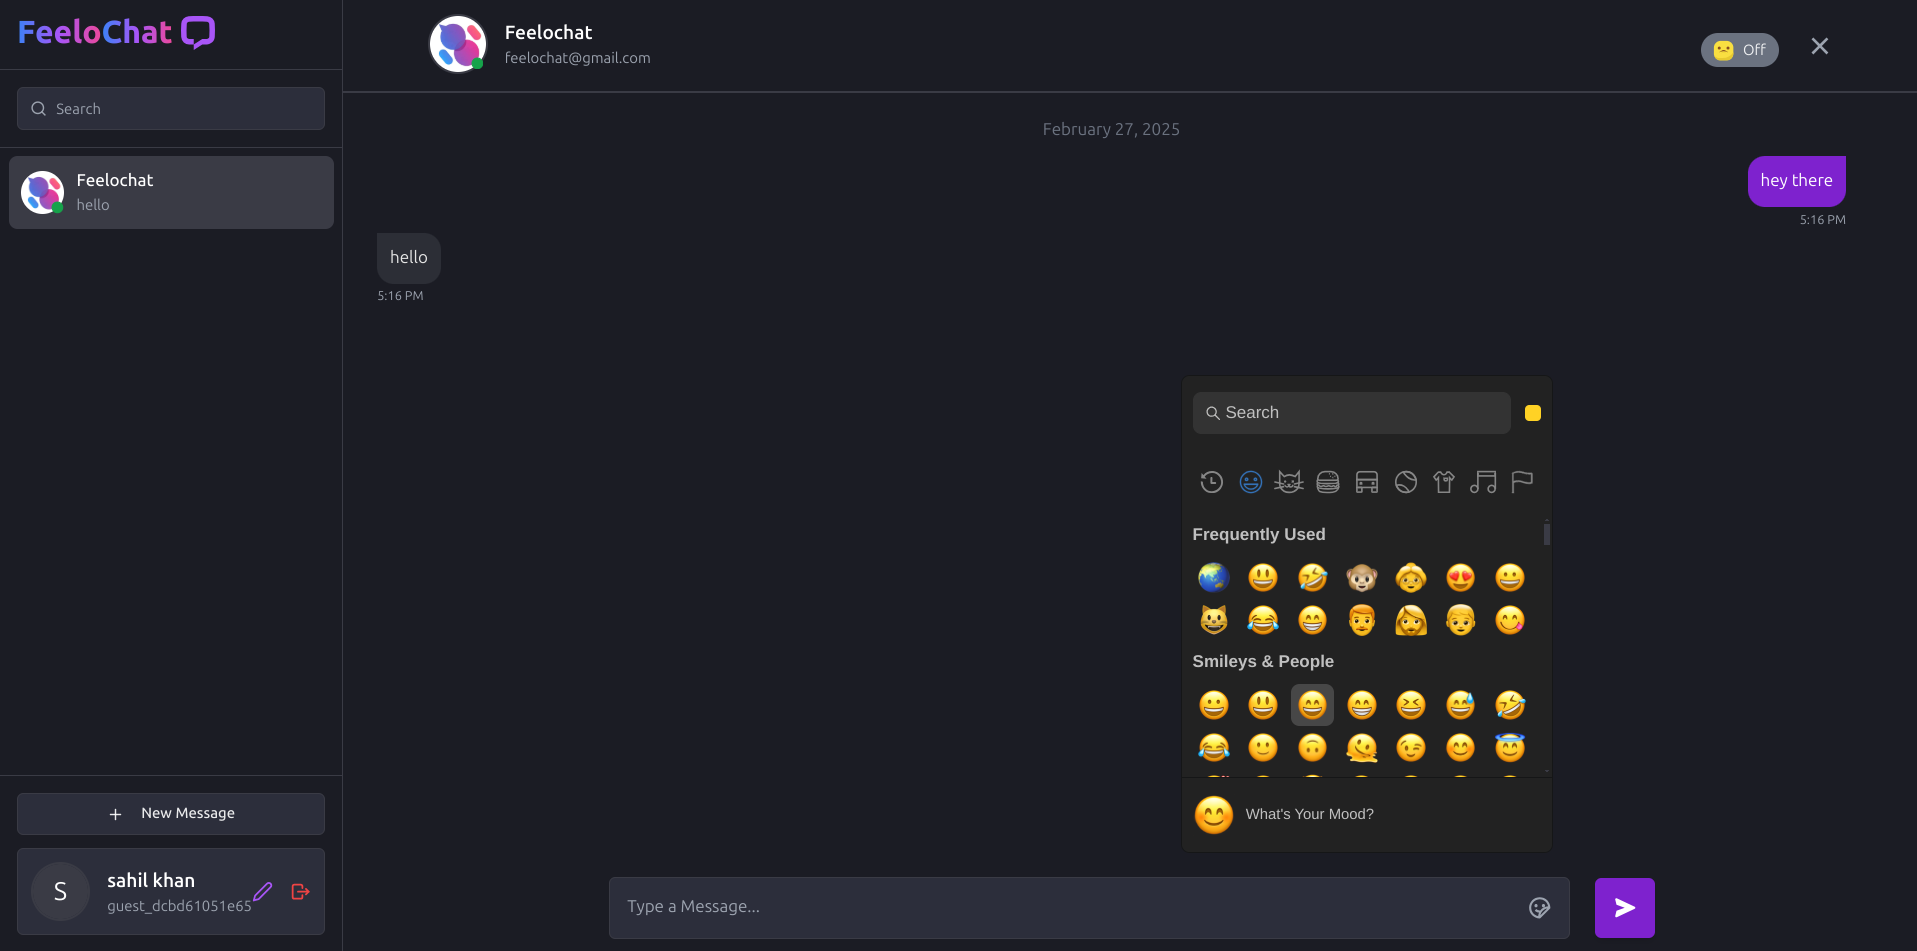 FeeloChat
Search
Feelochat
hello
New Message
S
sahil khan
guest_dcbd61051e65
Feelochat
feelochat@gmail.com
Off
February 27, 2025
hey there
5:16 PM
hello
5:16 PM
Search
Frequently Used
Smileys & People
What's Your Mood?
Type a Message...